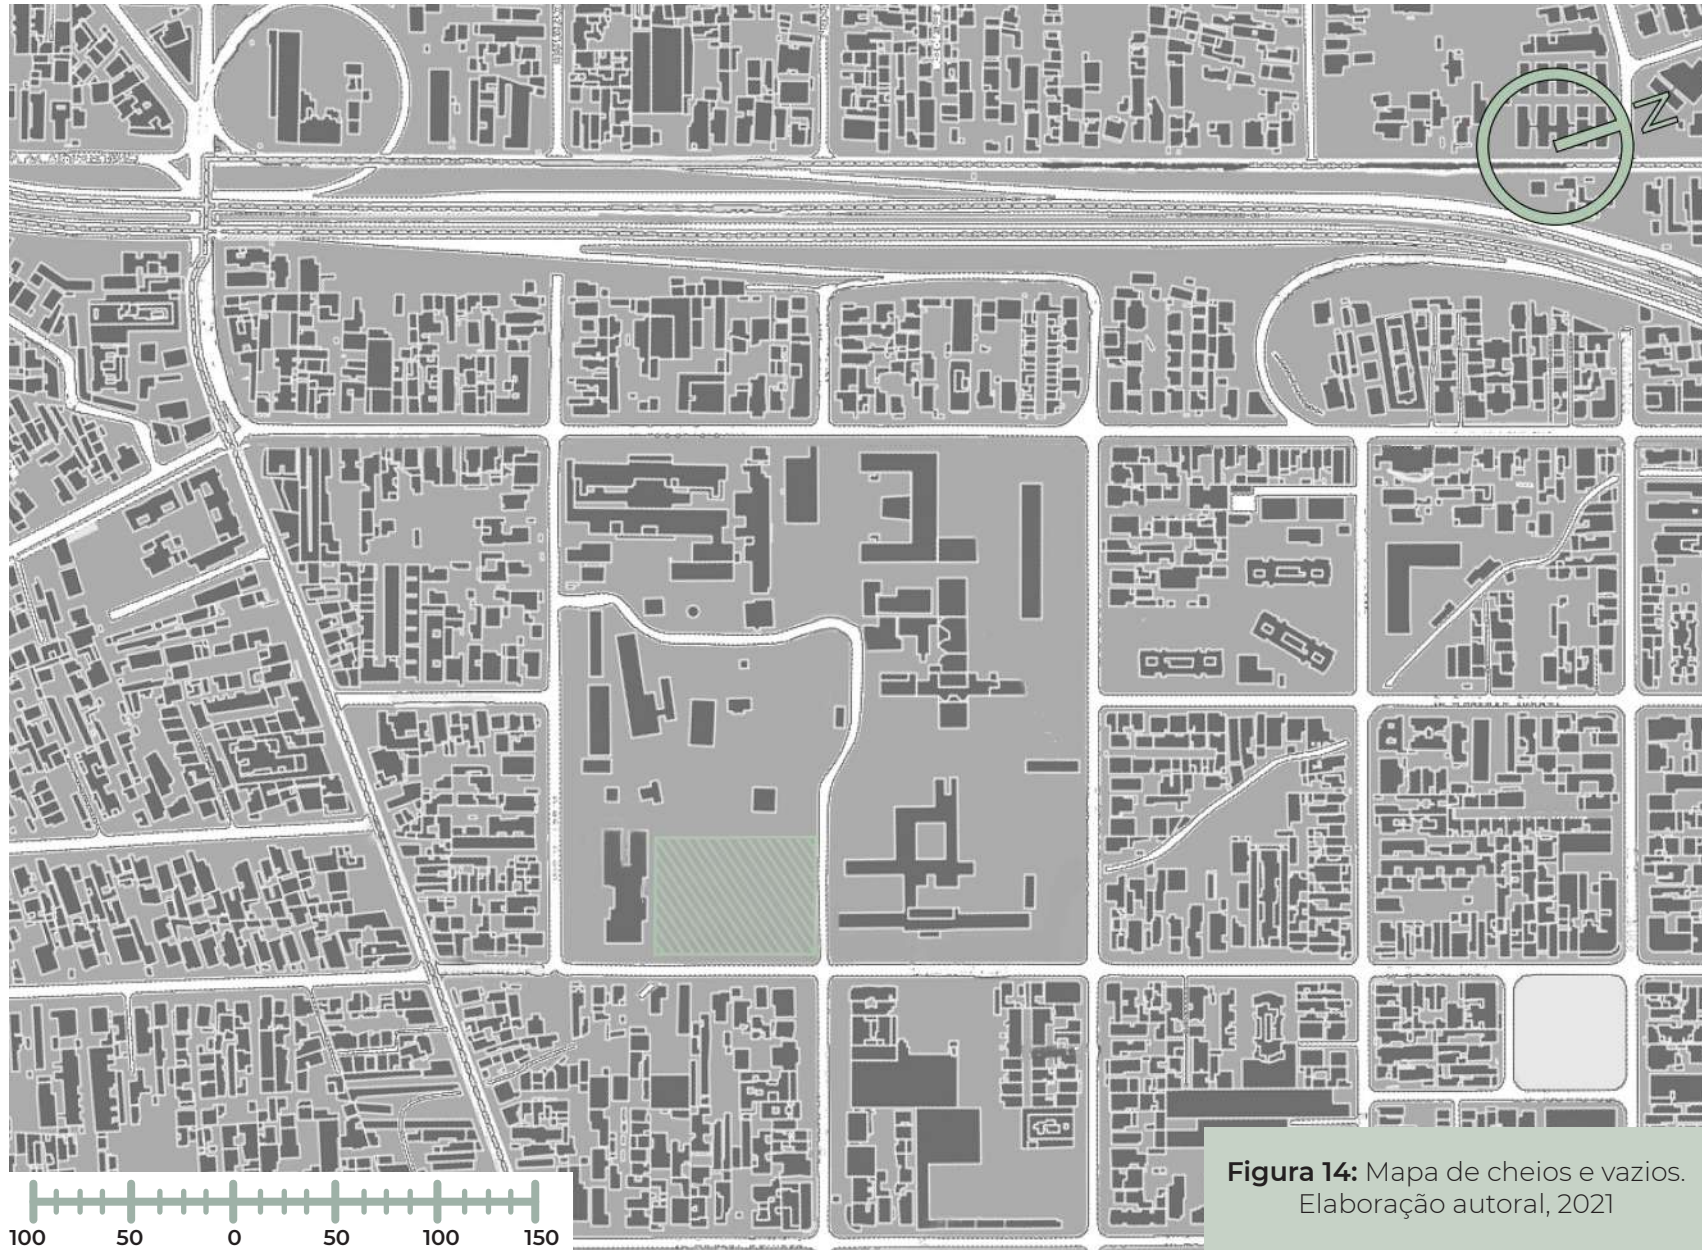 N
100 50 0 50 100 150
Figura 14: Mapa de cheios e vazios.
Elaboração autoral, 2021